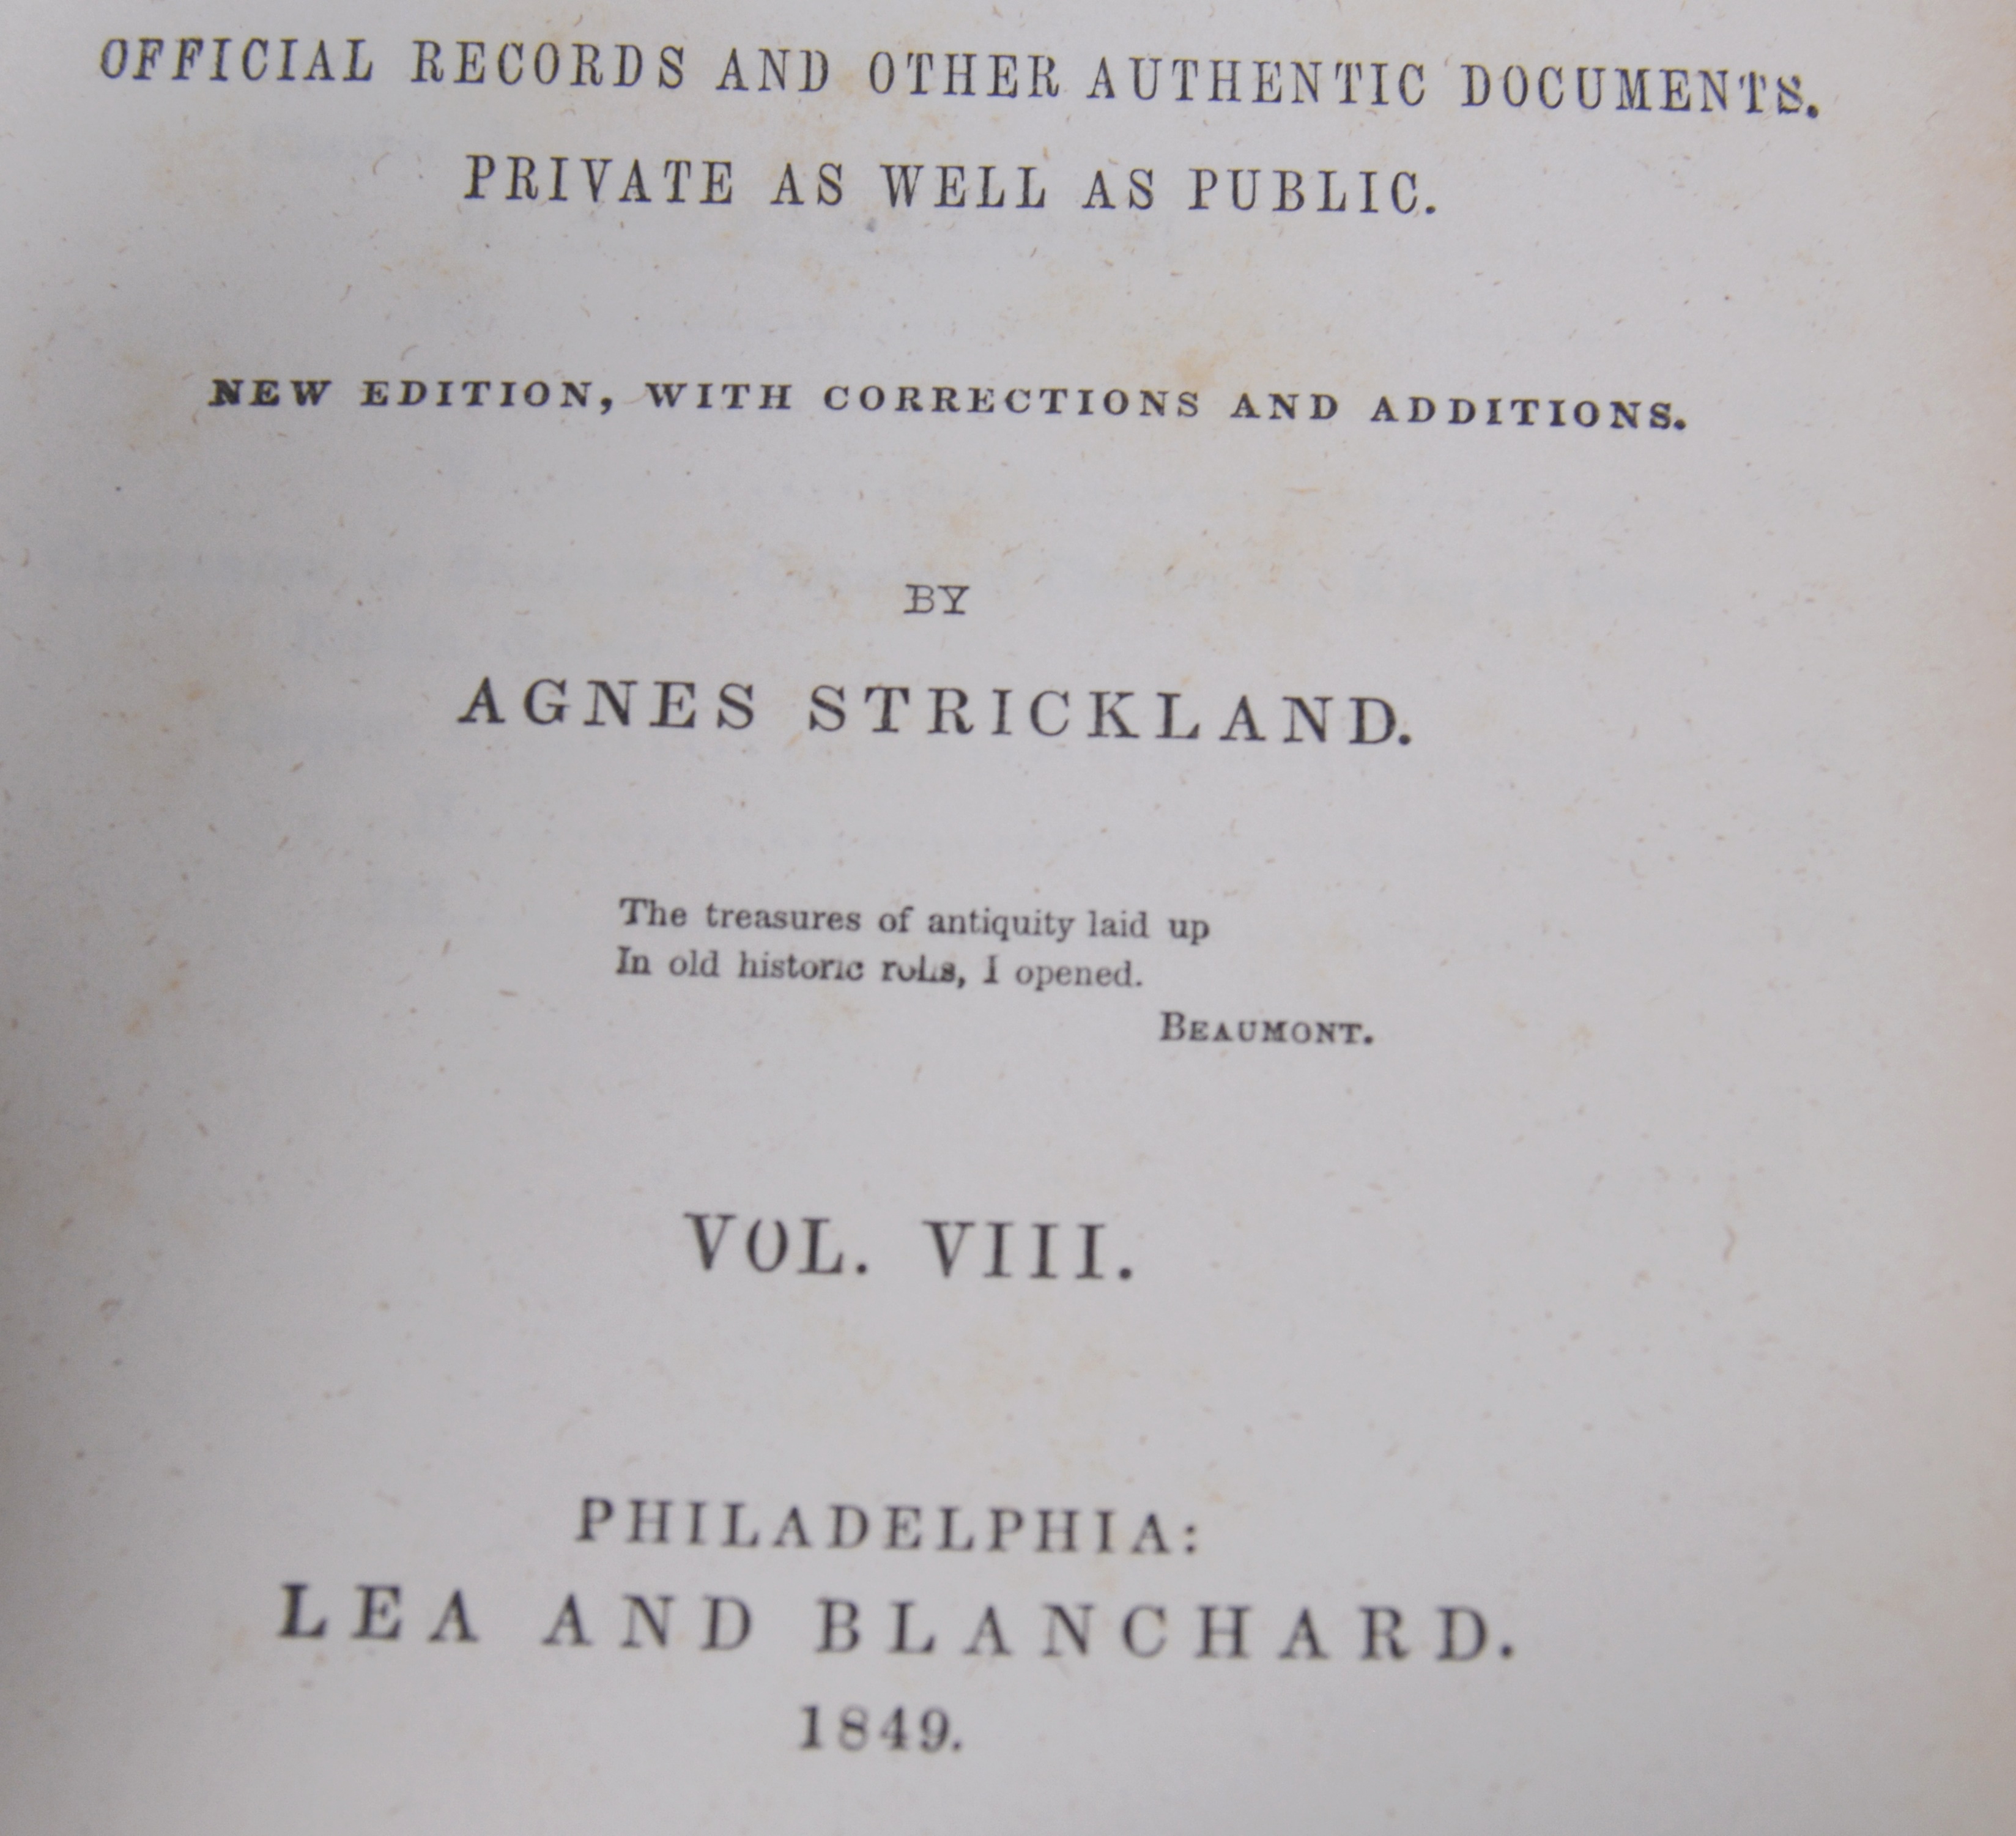 OFFICIAL RECORDS AND OTHER AUTHENTIC DOCUMENTS.
PRIVATE AS WELL AS PUBLIC.
NEW EDITION, WITH CORRECTIONS AND ADDITIONS.
BY
AGNES STRICKLAND.
The treasures of antiquity laid up
In old historic rolls, I opened.
BEAUMONT.
VOL. VIII.
PHILADELPHIA:
LEA AND BLANCHARD.
1849.